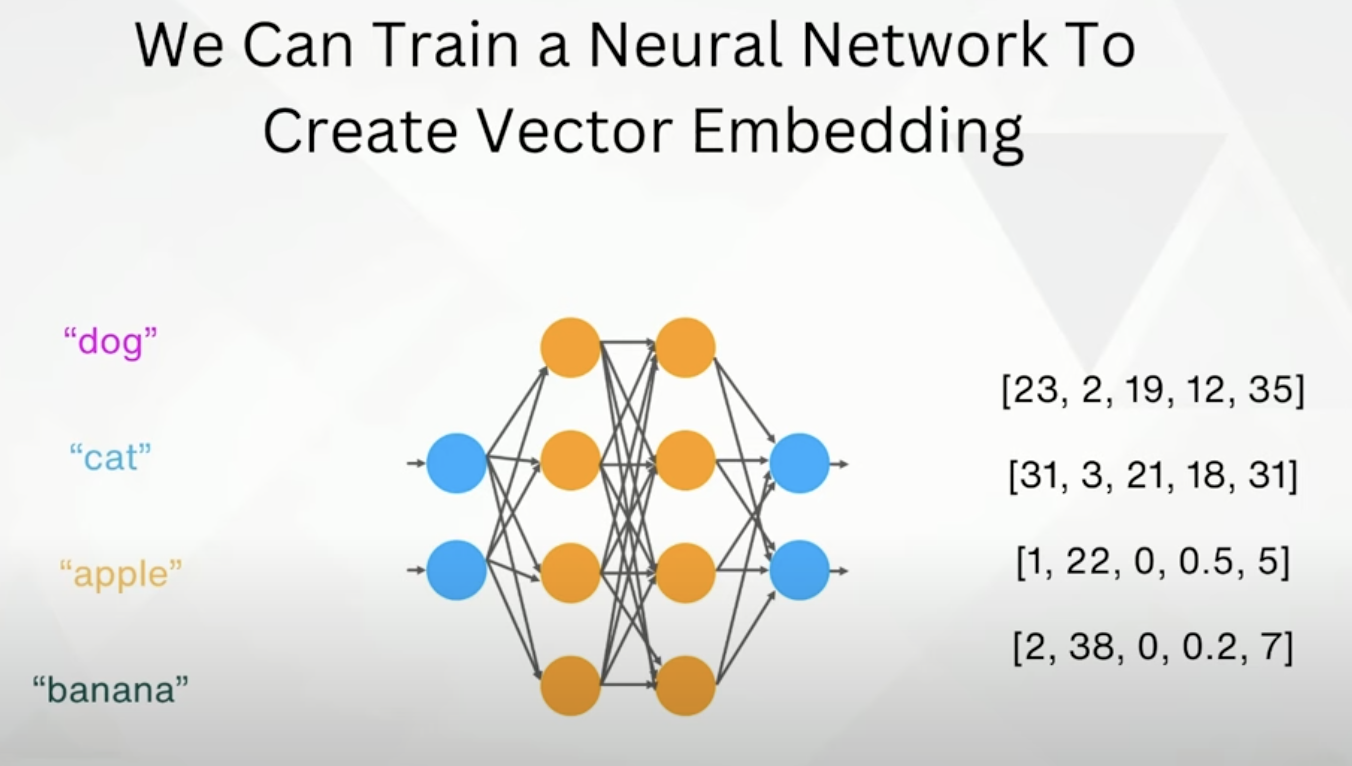 We Can Train a Neural Network To
Create Vector Embedding
“dog”
“cat”
“apple”
“banana”
[23, 2, 19, 12, 35]
[31, 3, 21, 18, 31]
[1, 22, 0, 0.5, 5]
[2, 38, 0, 0.2, 7]